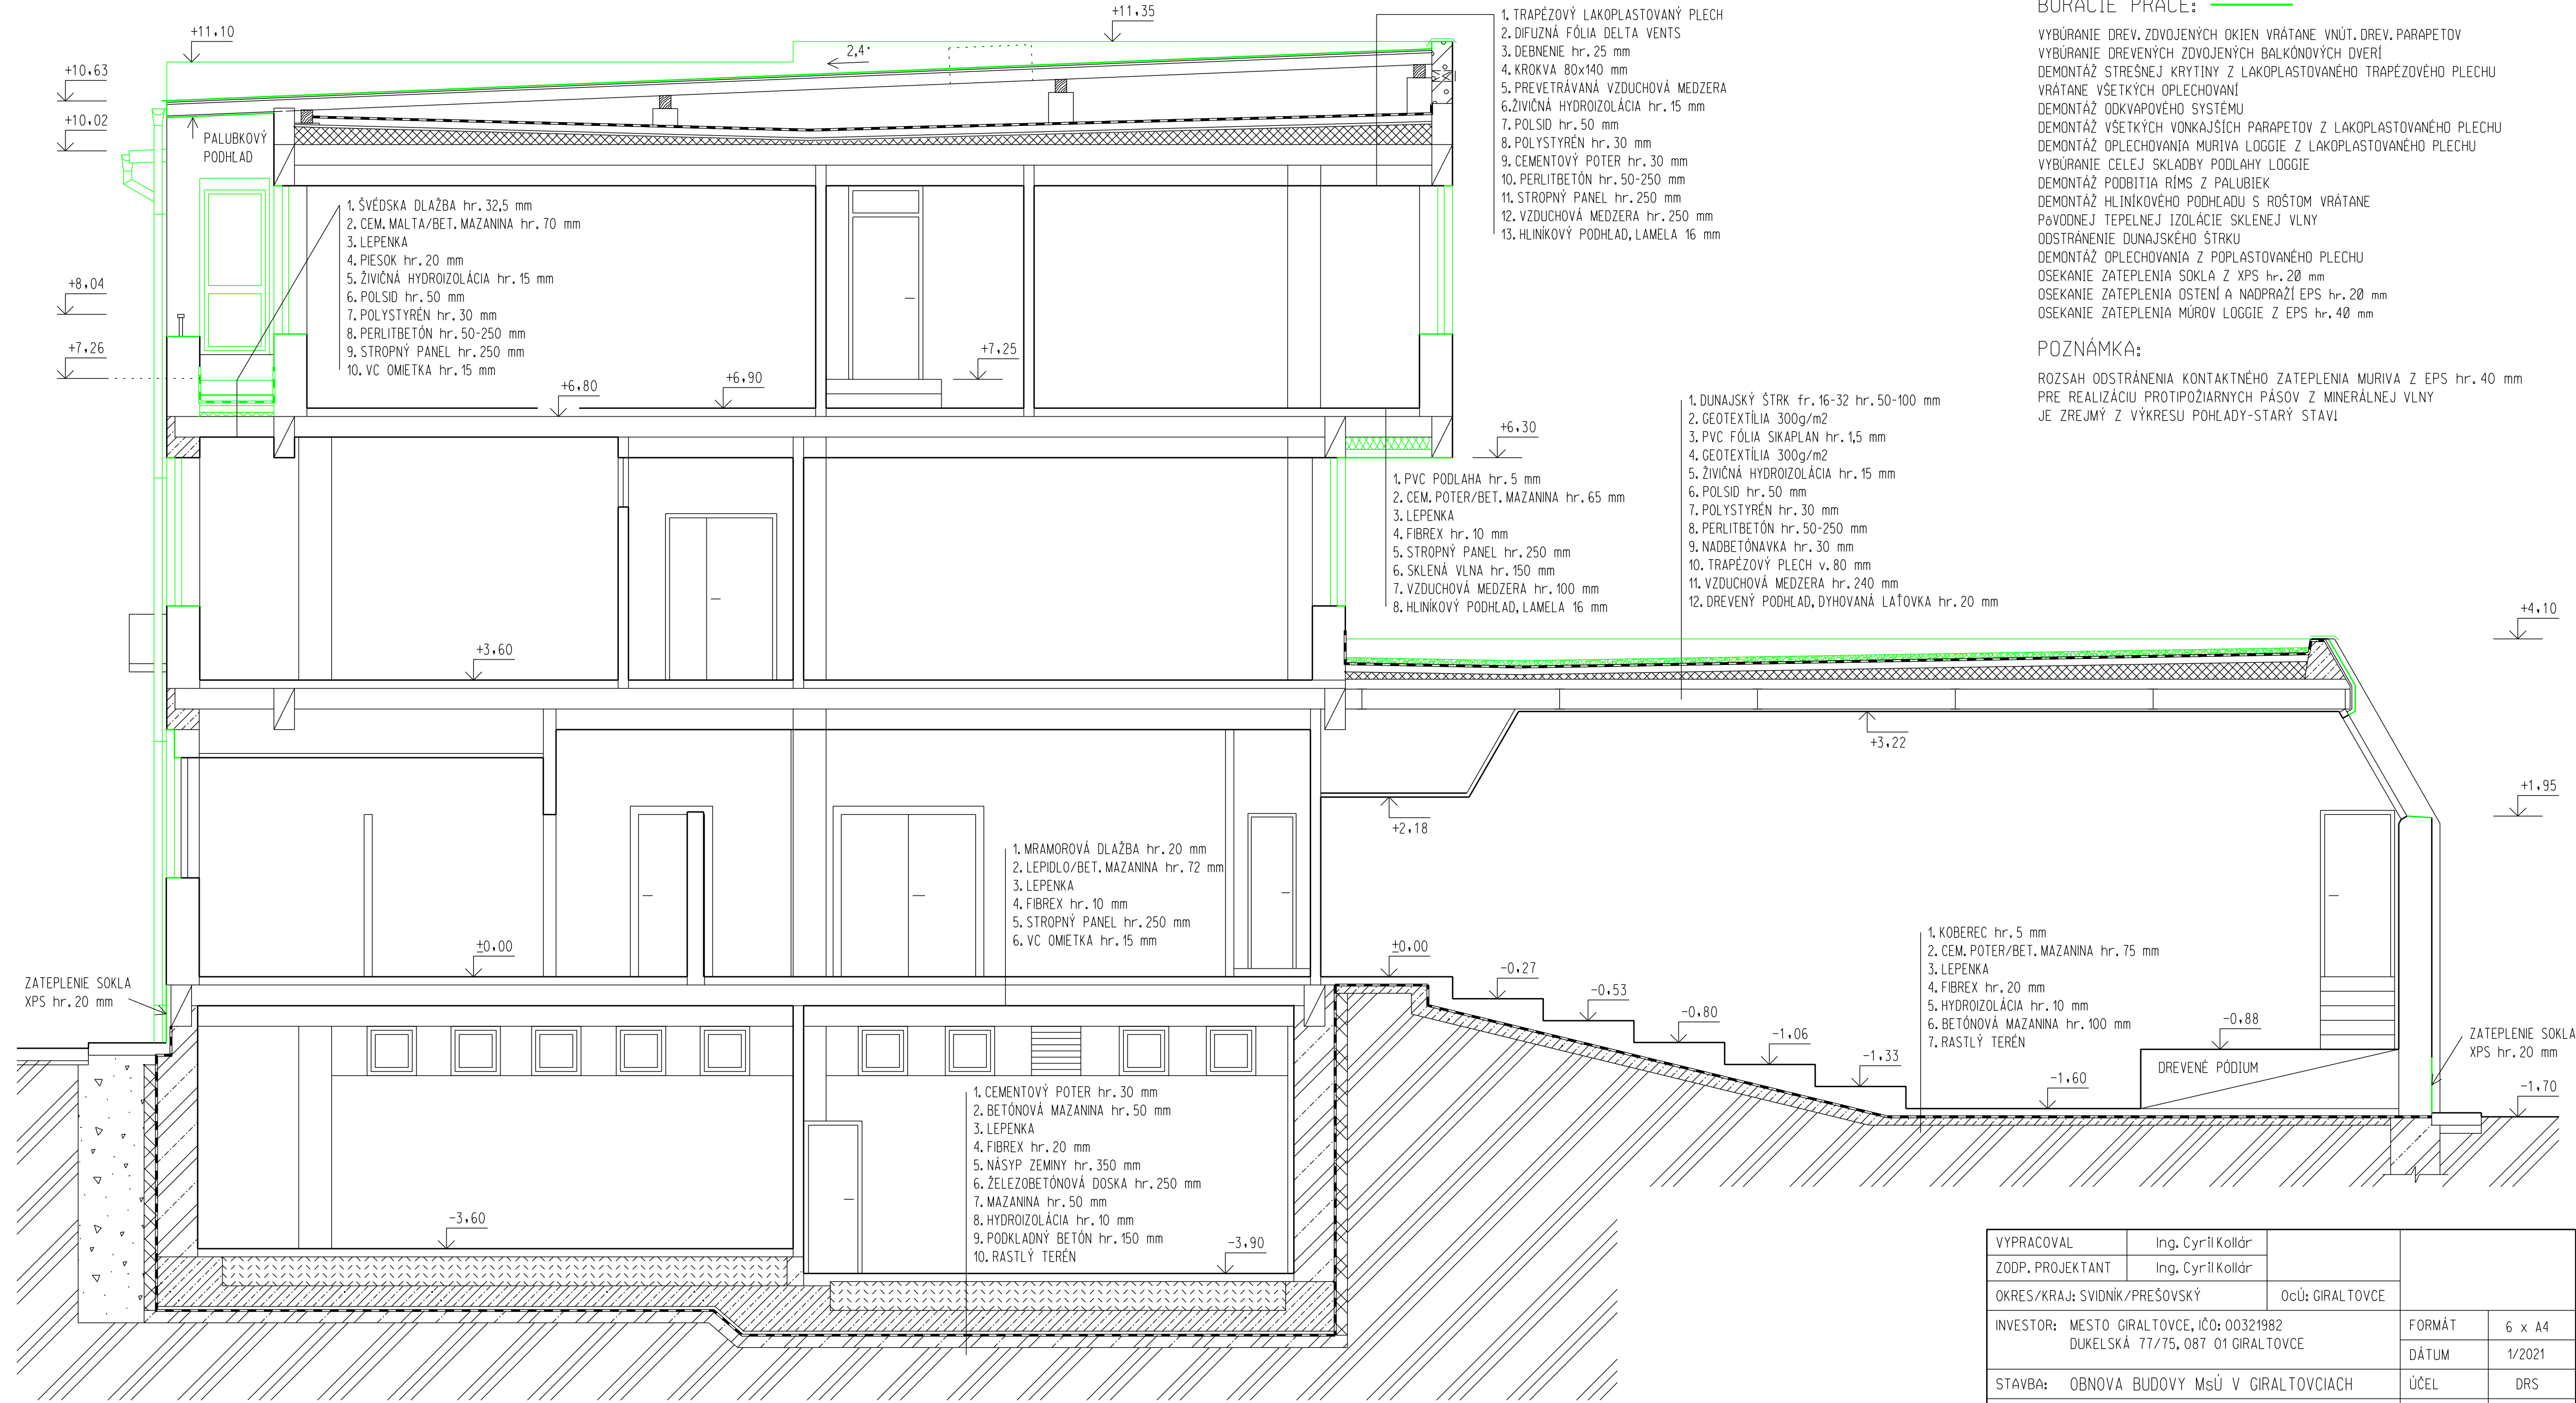 +11,10
+10,63
+10,02
+8,04
+7,26
PALUBKOVÝ
PODHĽAD
2,4°
+11,35
1. ŠVÉDSKA DLAŽBA hr. 32,5 mm
2. CEM. MALTA/BET. MAZANINA hr. 70 mm
3. LEPENKA
4. PIESOK hr. 20 mm
5. ŽIVIČNÁ HYDROIZOLÁCIA hr. 15 mm
6. POLSID hr. 50 mm
7. POLYSTYRÉN hr. 30 mm
8. PERLITBETÓN hr. 50-250 mm
9. STROPNÝ PANEL hr. 250 mm
10. VC OMIETKA hr. 15 mm
+6,80
+6,90
+7,25
1. TRAPÉZOVÝ LAKOPLASTOVANÝ PLECH
2. DIFUZNÁ FÓLIA DELTA VENTS
3. DEBNENIE hr. 25 mm
4. KROKVA 80x140 mm
5. PREVETRÁVANÁ VZDUCHOVÁ MEDZERA
6. ŽIVIČNÁ HYDROIZOLÁCIA hr. 15 mm
7. POLSID hr. 50 mm
8. POLYSTYRÉN hr. 30 mm
9. CEMENTOVÝ POTER hr. 30 mm
10. PERLITBETÓN hr. 50-250 mm
11. STROPNÝ PANEL hr. 250 mm
12. VZDUCHOVÁ MEDZERA hr. 250 mm
13. HLINÍKOVÝ PODHĽAD, LAMELA 16 mm
BÚRACIE PRÁCE:
VYBÚRANIE DREV. ZDVOJENÝCH OKIEN VRÁTANE VNÚT. DREV. PARAPETOV
VYBÚRANIE DREVENÝCH ZDVOJENÝCH BALKÓNOVÝCH DVERÍ
DEMONTÁŽ STREŠNEJ KRYTINY Z LAKOPLASTOVANÉHO TRAPÉZOVÉHO PLECHU
VRÁTANE VŠETKÝCH OPLECHOVANÍ
DEMONTÁŽ ODKVAPOVÉHO SYSTÉMU
DEMONTÁŽ VŠETKÝCH VONKAJŠÍCH PARAPETOV Z LAKOPLASTOVANÉHO PLECHU
DEMONTÁŽ OPLECHOVANIA MURIVA LOGGIE Z LAKOPLASTOVANÉHO PLECHU
VYBÚRANIE CELEJ SKLADBY PODLAHY LOGGIE
DEMONTÁŽ PODBITIA RÍMS Z PALUBIEK
DEMONTÁŽ HLINÍKOVÉHO PODHĽADU S ROŠTOM VRÁTANE
PôVODNEJ TEPELNEJ IZOLÁCIE SKLENEJ VLNY
ODSTRÁNENIE DUNAJSKÉHO ŠTRKU
DEMONTÁŽ OPLECHOVANIA Z POPLASTOVANÉHO PLECHU
OSEKANIE ZATEPLENIA SOKLA Z XPS hr. 20 mm
OSEKANIE ZATEPLENIA OSTENÍ A NADPRAŽÍ EPS hr. 20 mm
OSEKANIE ZATEPLENIA MÚROV LOGGIE Z EPS hr. 40 mm
POZNÁMKA:
ROZSAH ODSTRÁNENIA KONTAKTNÉHO ZATEPLENIA MURIVA Z EPS hr. 40 mm
PRE REALIZÁCIU PROTIPOŽIARNYCH PÁSOV Z MINERÁLNEJ VLNY
JE ZREJMÝ Z VÝKRESU POHĽADY-STARÝ STAV!
+6,30
1. PVC PODLAHA hr. 5 mm
2. CEM. POTER/BET. MAZANINA hr. 65 mm
3. LEPENKA
4. FIBREX hr. 10 mm
5. STROPNÝ PANEL hr. 250 mm
6. SKLENÁ VLNA hr. 150 mm
7. VZDUCHOVÁ MEDZERA hr. 100 mm
8. HLINÍKOVÝ PODHĽAD, LAMELA 16 mm
1. DUNAJSKÝ ŠTRK fr. 16-32 hr. 50-100 mm
2. GEOTEXTÍLIA 300g/m2
3. PVC FÓLIA SIKAPLAN hr. 1,5 mm
4. GEOTEXTÍLIA 300g/m2
5. ŽIVIČNÁ HYDROIZOLÁCIA hr. 15 mm
6. POLSID hr. 50 mm
7. POLYSTYRÉN hr. 30 mm
8. PERLITBETÓN hr. 50-250 mm
9. NADBETÓNAVKA hr. 30 mm
10. TRAPÉZOVÝ PLECH v. 80 mm
11. VZDUCHOVÁ MEDZERA hr. 240 mm
12. DREVENÝ PODHĽAD, DYHOVANÁ LAŤOVKA hr. 20 mm
+3,60
+4,10
+3,22
+1,95
+2,18
1. MRAMOROVÁ DLAŽBA hr. 20 mm
2. LEPIDLO/BET. MAZANINA hr. 72 mm
3. LEPENKA
4. FIBREX hr. 10 mm
5. STROPNÝ PANEL hr. 250 mm
6. VC OMIETKA hr. 15 mm
±0,00
±0,00
-0,27
-0,53
-0,80
-1,06
-1,33
-1,60
-0,88
DREVENÉ PÓDIUM
1. KOBEREC hr. 5 mm
2. CEM. POTER/BET. MAZANINA hr. 75 mm
3. LEPENKA
4. FIBREX hr. 20 mm
5. HYDROIZOLÁCIA hr. 10 mm
6. BETÓNOVÁ MAZANINA hr. 100 mm
7. RASTLÝ TERÉN
ZATEPLENIE SOKLA
XPS hr. 20 mm
ZATEPLENIE SOKLA
XPS hr. 20 mm
-1,70
1. CEMENTOVÝ POTER hr. 30 mm
2. BETÓNOVÁ MAZANINA hr. 50 mm
3. LEPENKA
4. FIBREX hr. 20 mm
5. NÁSYP ZEMINY hr. 350 mm
6. ŽELEZOBETÓNOVÁ DOSKA hr. 250 mm
7. MAZANINA hr. 50 mm
8. HYDROIZOLÁCIA hr. 10 mm
9. PODKLADNÝ BETÓN hr. 150 mm
10. RASTLÝ TERÉN
-3,60
-3,90
VYPRACOVAL Ing. Cyril Kollár
ZODP. PROJEKTANT Ing. Cyril Kollár
OKRES/KRAJ: SVIDNÍK/PREŠOVSKÝ OcÚ: GIRALTOVCE
INVESTOR: MESTO GIRALTOVCE, IČO: 00321982
DUKELSKÁ 77/75, 087 01 GIRALTOVCE
FORMÁT 6 x A4
DÁTUM 1/2021
STAVBA: OBNOVA BUDOVY MsÚ V GIRALTOVCIACH
ÚČEL DRS